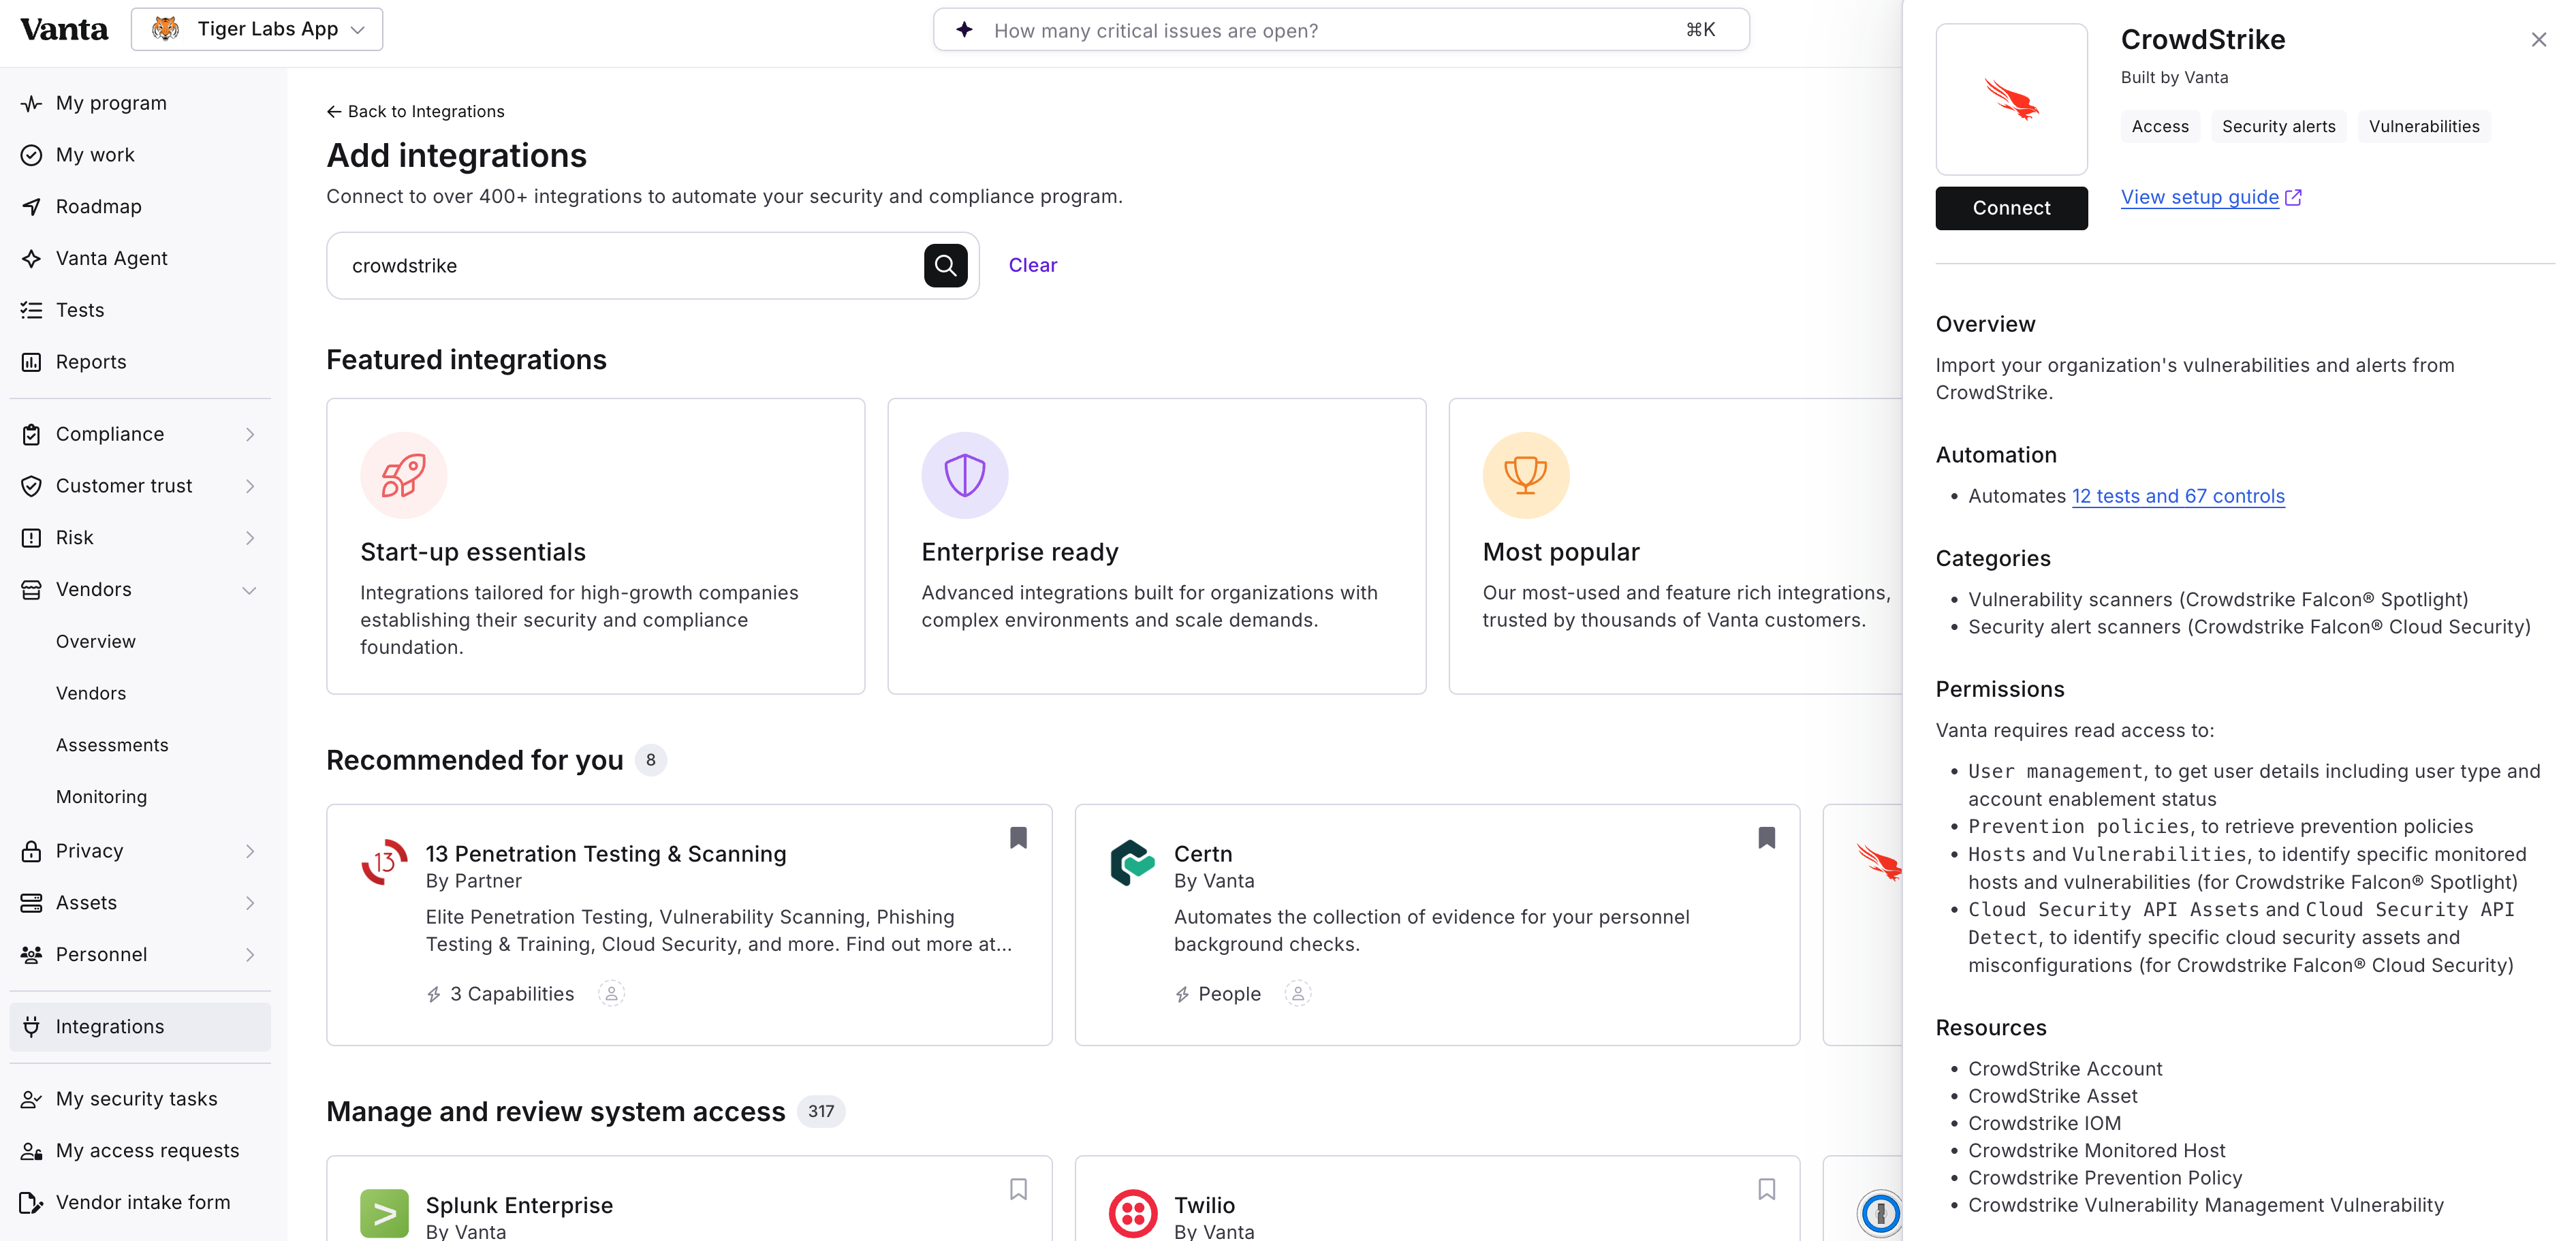 Vanta
Tiger Labs App
How many critical issues are open?
⌘K
My program
My work
Roadmap
Vanta Agent
Tests
Reports
Compliance
Customer trust
Risk
Vendors
Overview
Vendors
Assessments
Monitoring
Privacy
Assets
Personnel
Integrations
My security tasks
My access requests
Vendor intake form
← Back to Integrations
Add integrations
Connect to over 400+ integrations to automate your security and compliance program.
crowdstrike
Clear
Featured integrations
Start-up essentials
Integrations tailored for high-growth companies
establishing their security and compliance
foundation.
Enterprise ready
Advanced integrations built for organizations with
complex environments and scale demands.
Most popular
Our most-used and feature rich integrations,
trusted by thousands of Vanta customers.
Recommended for you 8
13
13 Penetration Testing & Scanning
By Partner
Elite Penetration Testing, Vulnerability Scanning, Phishing
Testing & Training, Cloud Security, and more. Find out more at...
3 Capabilities
Certn
By Vanta
Automates the collection of evidence for your personnel
background checks.
People
Manage and review system access 317
Splunk Enterprise
By Vanta
Twilio
By Vanta
CrowdStrike
Built by Vanta
Access
Security alerts
Vulnerabilities
Connect
View setup guide
Overview
Import your organization's vulnerabilities and alerts from
CrowdStrike.
Automation
• Automates 12 tests and 67 controls
Categories
• Vulnerability scanners (Crowdstrike Falcon® Spotlight)
• Security alert scanners (Crowdstrike Falcon® Cloud Security)
Permissions
Vanta requires read access to:
• User management, to get user details including user type and
account enablement status
• Prevention policies, to retrieve prevention policies
• Hosts and Vulnerabilities, to identify specific monitored
hosts and vulnerabilities (for Crowdstrike Falcon® Spotlight)
• Cloud Security API Assets and Cloud Security API
Detect, to identify specific cloud security assets and
misconfigurations (for Crowdstrike Falcon® Cloud Security)
Resources
• CrowdStrike Account
• CrowdStrike Asset
• Crowdstrike IOM
• Crowdstrike Monitored Host
• Crowdstrike Prevention Policy
• Crowdstrike Vulnerability Management Vulnerability